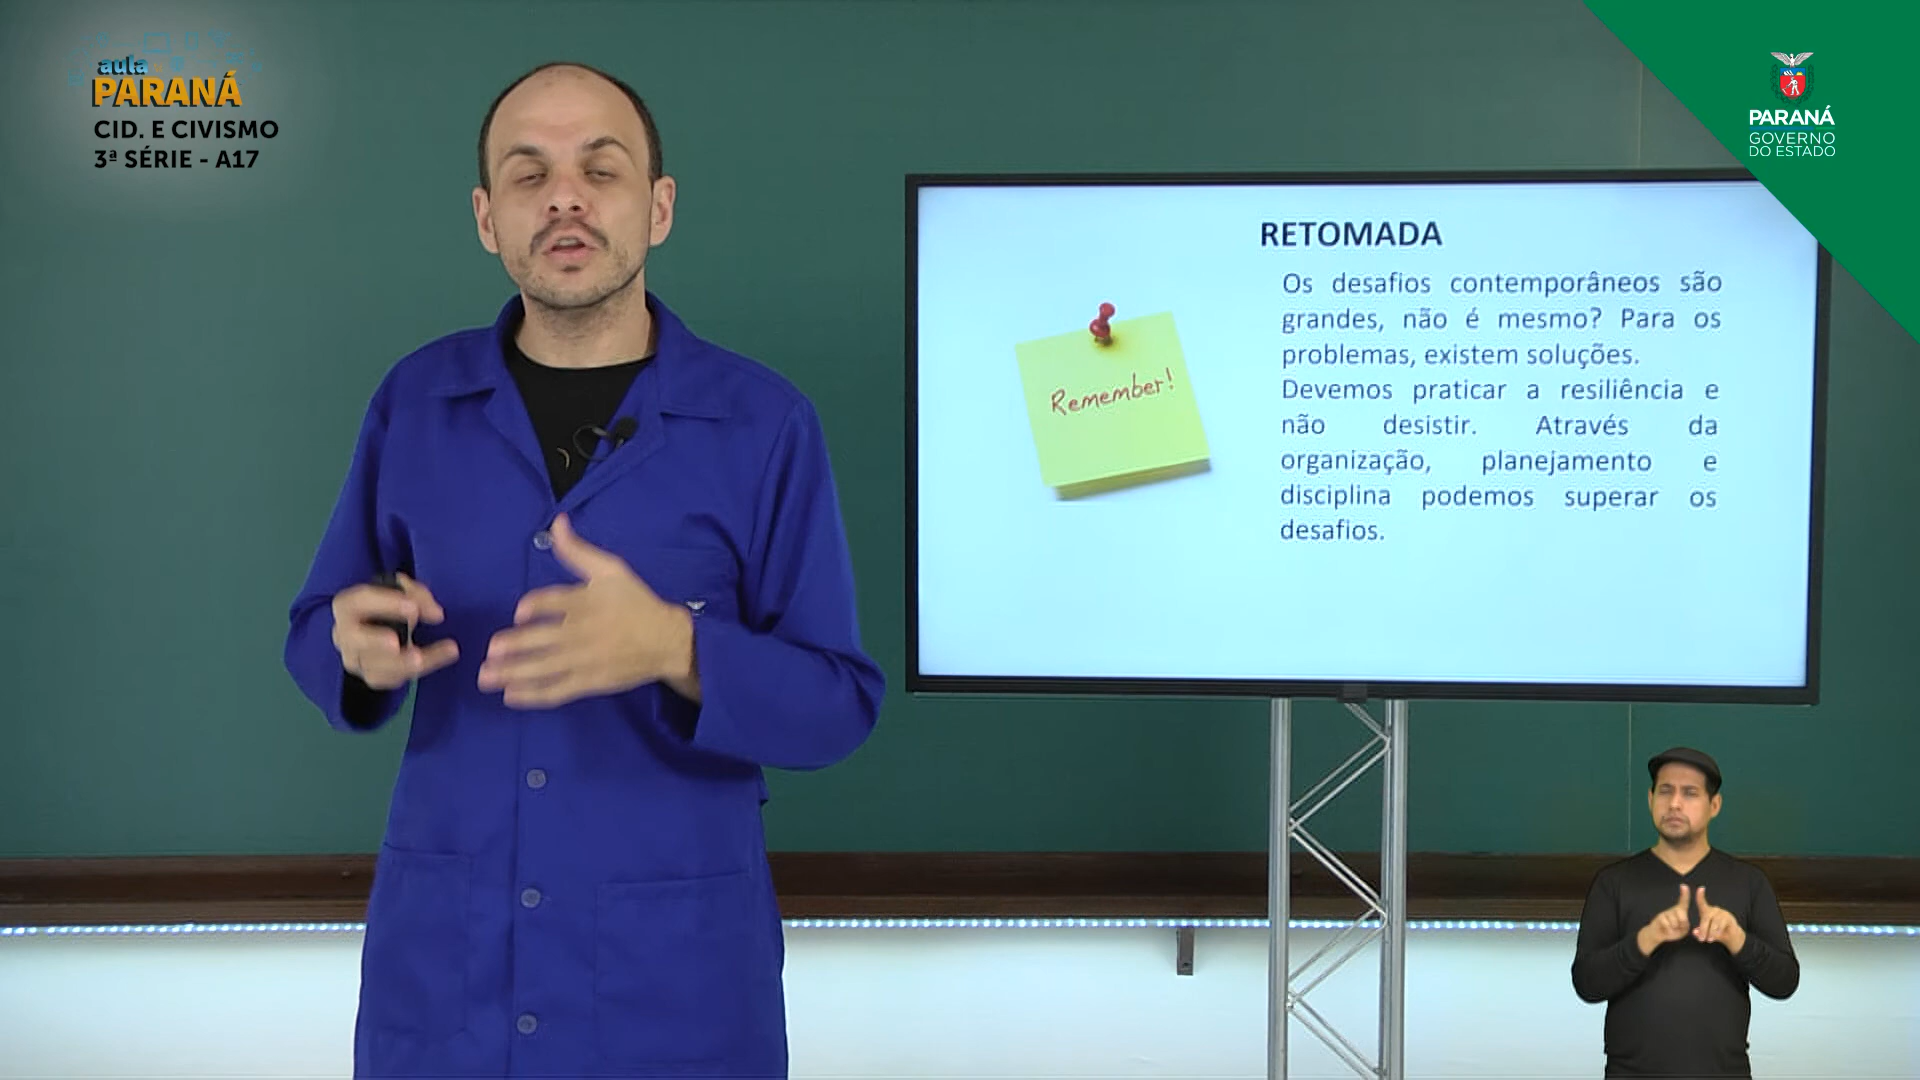 aula
PARANÁ
CID. E CIVISMO
3ª SÉRIE - A17
PARANÁ
GOVERNO
DO ESTADO
RETOMADA
Os desafios contemporâneos são
grandes, não é mesmo? Para os
problemas, existem soluções.
Devemos praticar a resiliência e
não desistir. Através da
organização, planejamento e
disciplina podemos superar os
desafios.
Remember!